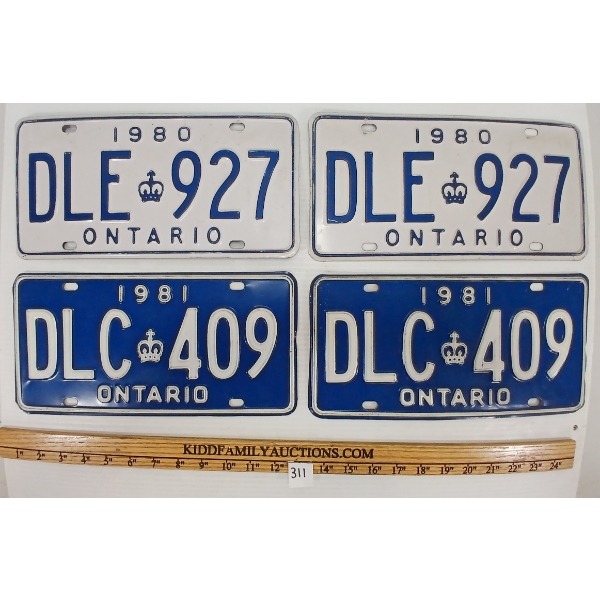 1980 1980
DLE 927 DLE 927
ONTARIO ONTARIO
1981 1981
DLC 409 DLC 409
ONTARIO ONTARIO
KIDDFAMILYAUCTIONS.COM
1" 2" 3" 4" 5" 6" 7" 8" 9" 10" 11" 12" 14" 15" 16" 17" 18" 19" 20" 21" 22" 23" 24"
311